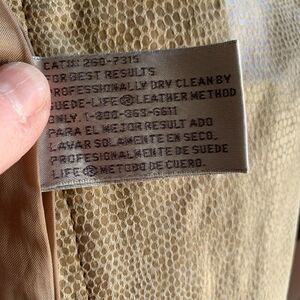 CAT#: 260-7315
FOR BEST RESULTS
PROFESSIONALLY DRY CLEAN BY
SUEDE-LIFE® LEATHER METHOD
ONLY. 1-800-363-6611
PARA EL MEJOR RESULTADO
LAVAR SOLAMENTE EN SECO.
PROFESIONALMENTE DE SUEDE
LIFE® METODO DE CUERO.